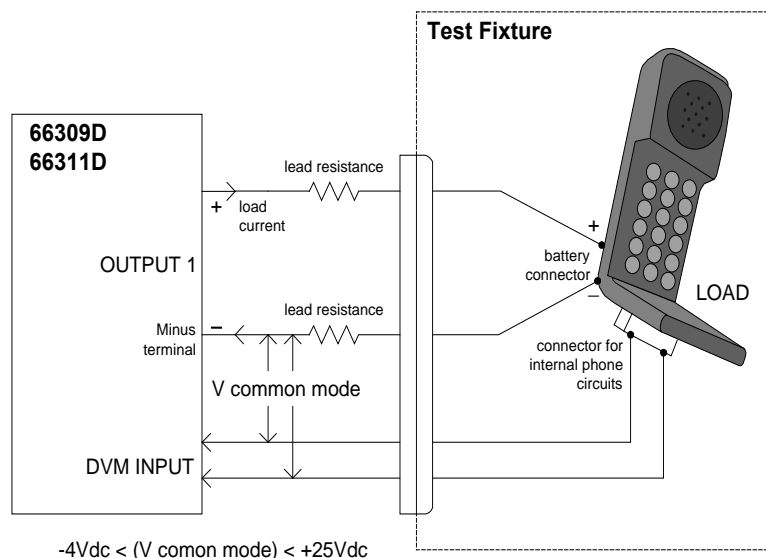 Test Fixture
66309D
66311D
lead resistance
+
load
current
+
battery
connector
OUTPUT 1
LOAD
lead resistance
−
Minus
terminal
−
connector for
internal phone
circuits
V common mode
DVM INPUT
-4Vdc < (V comon mode) < +25Vdc